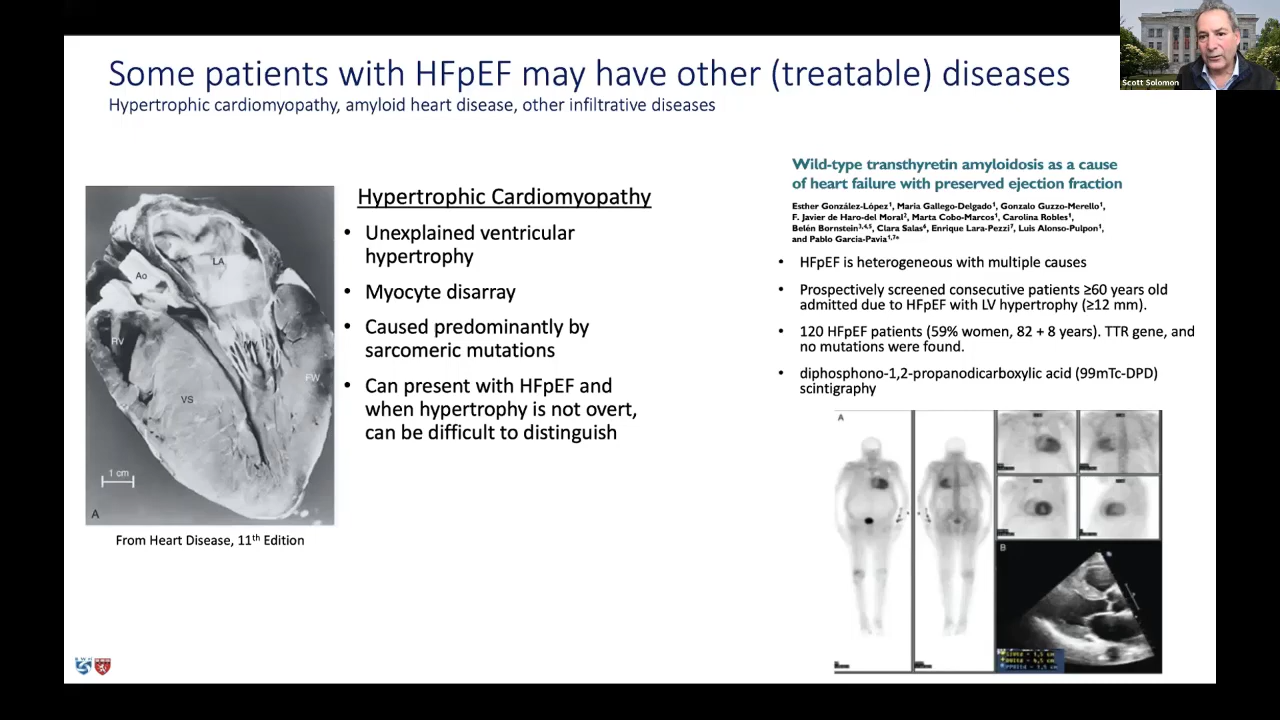 Scott Solomon
Some patients with HFpEF may have other (treatable) diseases
Hypertrophic cardiomyopathy, amyloid heart disease, other infiltrative diseases
Ao
LA
RV
FW
VS
1 cm
A
From Heart Disease, 11th Edition
Hypertrophic Cardiomyopathy
• Unexplained ventricular
hypertrophy
• Myocyte disarray
• Caused predominantly by
sarcomeric mutations
• Can present with HFpEF and
when hypertrophy is not overt,
can be difficult to distinguish
Wild-type transthyretin amyloidosis as a cause
of heart failure with preserved ejection fraction
Esther González-López1, Maria Gallego-Delgado1, Gonzalo Guzzo-Merello1,
F. Javier de Haro-del Moral2, Marta Cobo-Marcos1, Carolina Robles1,
Belén Bornstein3,4,5, Clara Salas6, Enrique Lara-Pezzi7, Luis Alonso-Pulpon1,
and Pablo Garcia-Pavia1,7*
• HFpEF is heterogeneous with multiple causes
• Prospectively screened consecutive patients ≥60 years old
admitted due to HFpEF with LV hypertrophy (≥12 mm).
• 120 HFpEF patients (59% women, 82 + 8 years). TTR gene, and
no mutations were found.
• diphosphono-1,2-propanodicarboxylic acid (99mTc-DPD)
scintigraphy
A
B